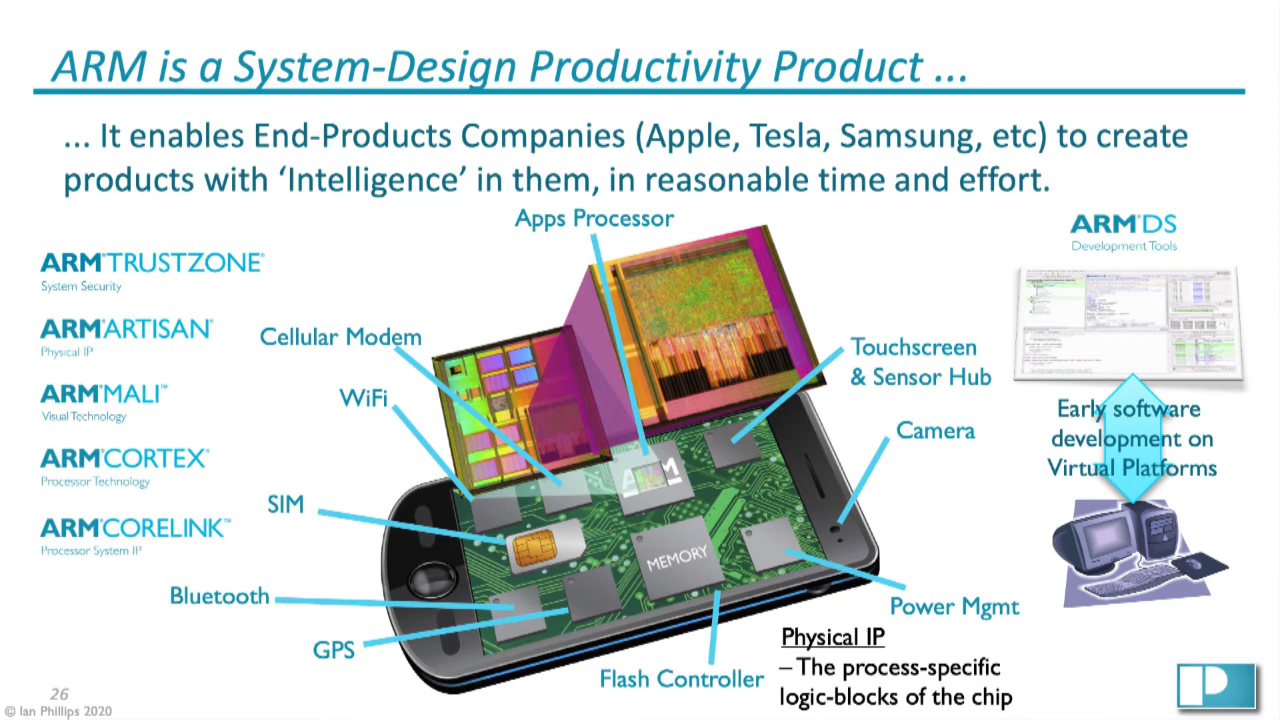 ARM is a System-Design Productivity Product ...
... It enables End-Products Companies (Apple, Tesla, Samsung, etc) to create
products with ‘Intelligence’ in them, in reasonable time and effort.
Apps Processor
ARM®DS
Development Tools
ARM®TRUSTZONE®
System Security
ARM®ARTISAN®
Physical IP
ARM®MALI™
Visual Technology
ARM®CORTEX®
Processor Technology
ARM®CORELINK™
Processor System IP
Cellular Modem
WiFi
SIM
Bluetooth
GPS
ARM
MEMORY
Touchscreen
& Sensor Hub
Camera
Power Mgmt
Flash Controller
Physical IP
– The process-specific
logic-blocks of the chip
Early software
development on
Virtual Platforms
26
© Ian Phillips 2020
P